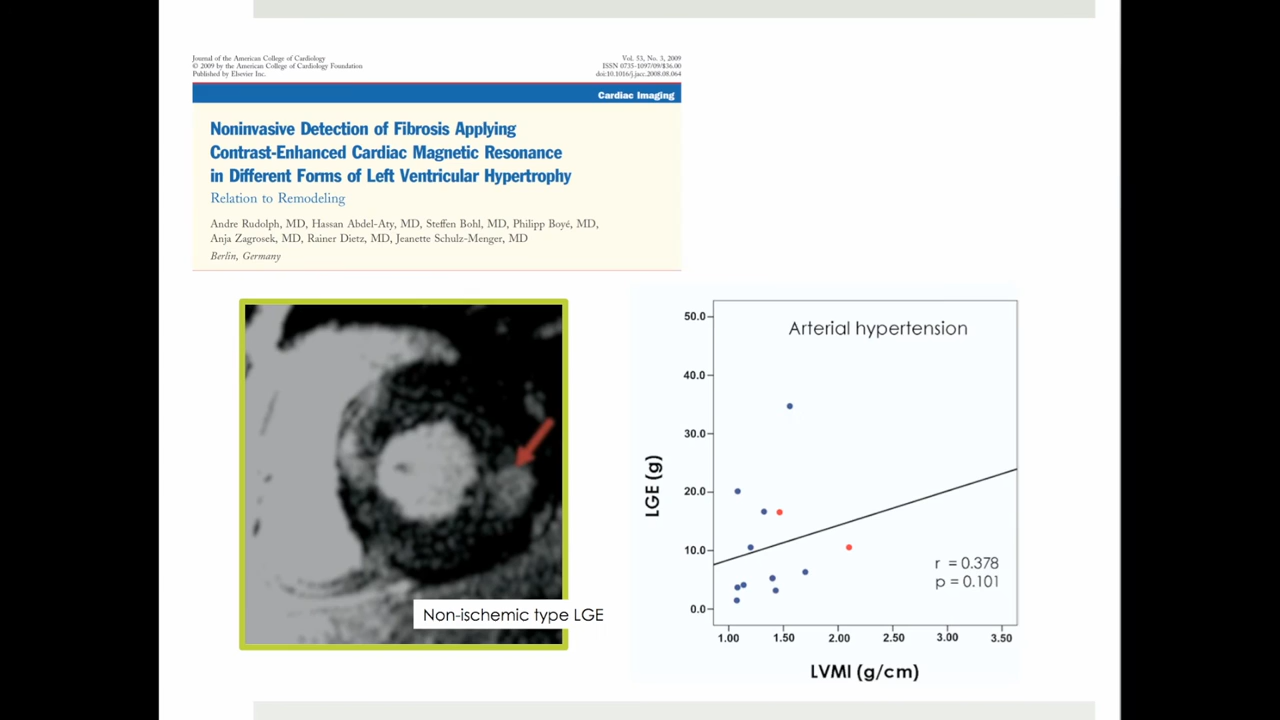 Journal of the American College of Cardiology
© 2009 by the American College of Cardiology Foundation
Published by Elsevier Inc.
Vol. 53, No. 3, 2009
ISSN 0735-1097/09/$36.00
doi:10.1016/j.jacc.2008.08.064
Cardiac Imaging
Noninvasive Detection of Fibrosis Applying
Contrast-Enhanced Cardiac Magnetic Resonance
in Different Forms of Left Ventricular Hypertrophy
Relation to Remodeling
Andre Rudolph, MD, Hassan Abdel-Aty, MD, Steffen Bohl, MD, Philipp Boyé, MD,
Anja Zagrosek, MD, Rainer Dietz, MD, Jeanette Schulz-Menger, MD
Berlin, Germany
Non-ischemic type LGE
Arterial hypertension
50.0
40.0
30.0
20.0
10.0
0.0
LGE (g)
r = 0.378
p = 0.101
1.00 1.50 2.00 2.50 3.00 3.50
LVMI (g/cm)